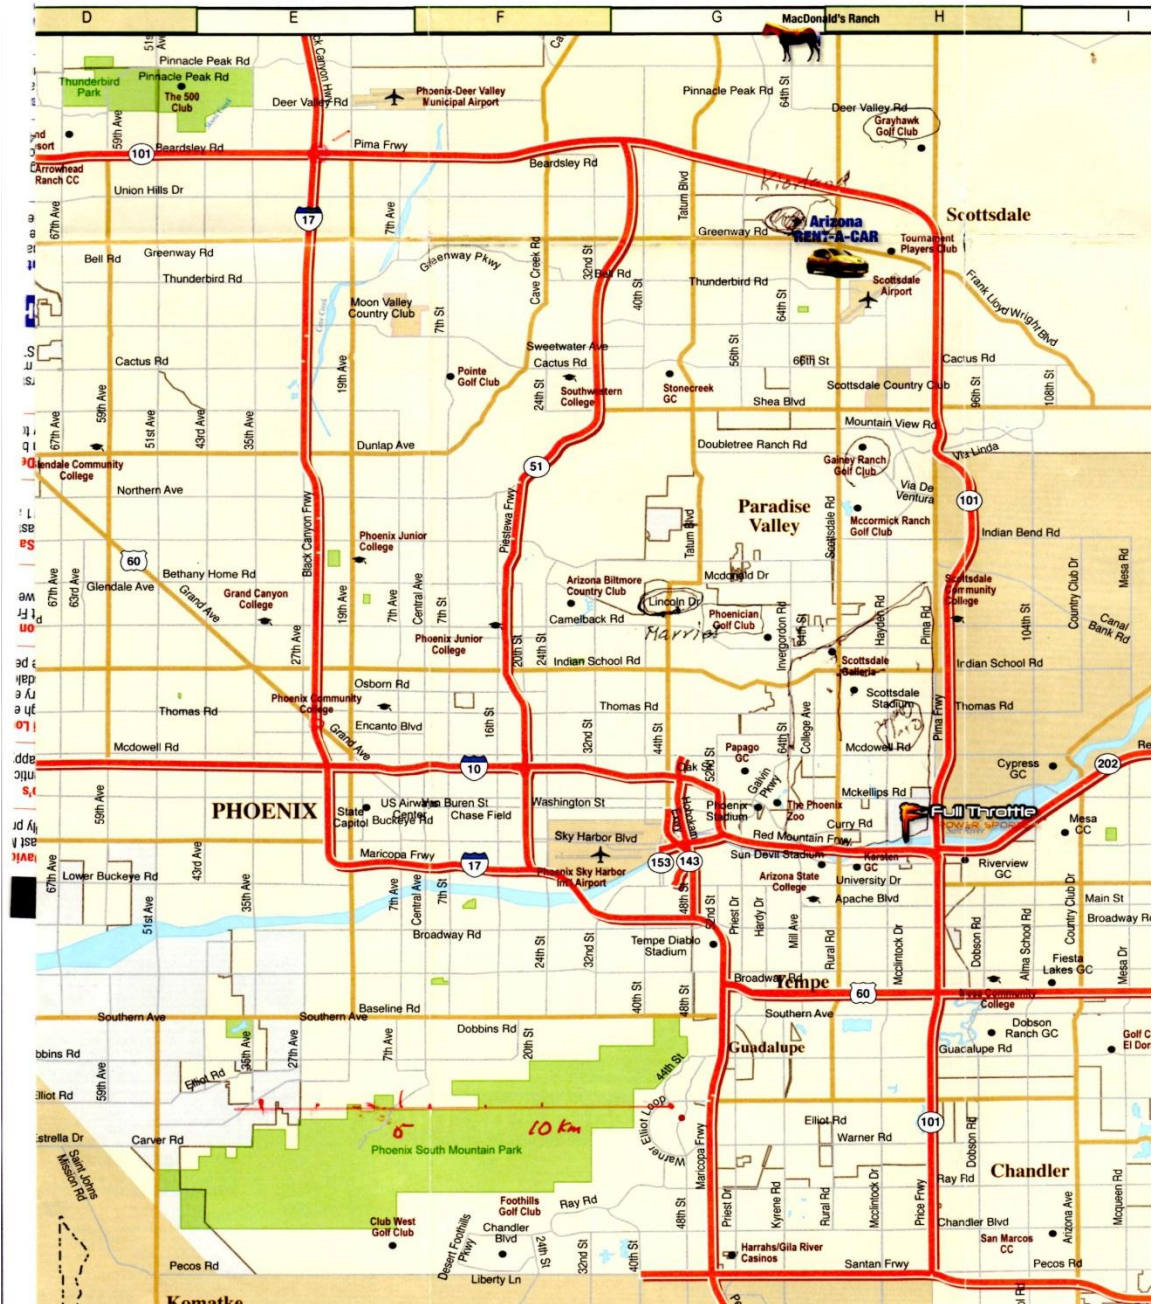 D E F G H I
MacDonald's Ranch
Pinnacle Peak Rd
Thunderbird
Park
Pinnacle Peak Rd
The 500
Club
Deer Valley Rd
Phoenix-Deer Valley
Municipal Airport
Pinnacle Peak Rd
64th St
Deer Valley Rd
Grayhawk
Golf Club
59th Ave
101
Beardsley Rd
Pima Frwy
Beardsley Rd
Arrowhead
Ranch CC
Union Hills Dr
67th Ave
17
7th Ave
Tatum Blvd
Kierland
Scottsdale
Arizona
RENT-A-CAR
Greenway Rd
Tournament
Players Club
Bell Rd
Greenway Rd
Greenway Pkwy
Cave Creek Rd
32nd St
Bell Rd
Thunderbird Rd
Thunderbird Rd
40th St
64th St
Scottsdale
Airport
Frank Lloyd Wright Blvd
Moon Valley
Country Club
7th St
Sweetwater Ave
Cactus Rd
Cactus Rd
56th St
66th St
Cactus Rd
19th Ave
Pointe
Golf Club
24th St
Southwestern
College
Stonecreek
GC
Scottsdale Country Club
96th St
108th St
59th Ave
Shea Blvd
67th Ave
51st Ave
43rd Ave
35th Ave
Dunlap Ave
Mountain View Rd
Doubletree Ranch Rd
Via Linda
Glendale Community
College
51
Gainey Ranch
Golf Club
Northern Ave
Via De
Ventura
101
Paradise
Valley
Scottsdale Rd
Mccormick Ranch
Golf Club
Black Canyon Frwy
Piestewa Frwy
Tatum Blvd
Indian Bend Rd
Phoenix Junior
College
60
Bethany Home Rd
Glendale Ave
Grand Ave
Grand Canyon
College
67th Ave
63rd Ave
19th Ave
7th Ave
Central Ave
7th St
Arizona Biltmore
Country Club
Mcdonald Dr
Lincoln Dr
Phoenician
Golf Club
Scottsdale
Community
College
Country Club Dr
Mesa Rd
Camelback Rd
Invergordon Rd
64th St
Hayden Rd
Pima Rd
104th St
Canal
Bank Rd
27th Ave
Phoenix Junior
College
20th St
24th St
Indian School Rd
Scottsdale
Galleria
Indian School Rd
Osborn Rd
Phoenix Community
College
Scottsdale
Stadium
Thomas Rd
Encanto Blvd
16th St
Thomas Rd
Thomas Rd
Pima Frwy
Mcdowell Rd
Grand Ave
32nd St
44th St
52nd St
Papago
GC
64th St
College Ave
Mcdowell Rd
10
Oak St
Galvin
Pkwy
Cypress
GC
202
59th Ave
PHOENIX
State
Capitol
US Airways
Center
Van Buren St
Buckeye Rd
Chase Field
Washington St
Hohokam
Phoenix
Stadium
The Phoenix
Zoo
Mckellips Rd
Full Throttle
POWER SPORTS
Curry Rd
Mesa
CC
Sky Harbor Blvd
Red Mountain Frwy
Maricopa Frwy
17
153
143
Sun Devil Stadium
Karsten
GC
Riverview
GC
67th Ave
Lower Buckeye Rd
43rd Ave
35th Ave
Phoenix Sky Harbor
Int'l Airport
Arizona State
College
University Dr
Apache Blvd
Main St
Broadway Rd
51st Ave
7th Ave
Central Ave
7th St
48th St
52nd St
Priest Dr
Hardy Dr
Mill Ave
Rural Rd
Mcclintock Dr
Dobson Rd
Alma School Rd
Country Club Dr
Mesa Dr
Broadway Rd
24th St
32nd St
Tempe Diablo
Stadium
Fiesta
Lakes GC
Broadway Rd
Tempe
60
Mesa Community
College
40th St
48th St
Southern Ave
Southern Ave
Baseline Rd
Southern Ave
Dobbins Rd
20th St
Dobson
Ranch GC
35th Ave
27th Ave
7th Ave
Guadalupe
Guadalupe Rd
Elliot Rd
59th Ave
44th St
Warner Elliot Loop
Elliot Rd
5
10 Km
Elliot Rd
Warner Rd
101
Dobson Rd
Estrella Dr
Carver Rd
Phoenix South Mountain Park
Saint Johns
Mission Rd
Maricopa Frwy
Chandler
Ray Rd
Foothills
Golf Club
Ray Rd
48th St
Priest Dr
Kyrene Rd
Rural Rd
Mcclintock Dr
Price Frwy
Arizona Ave
Mcqueen Rd
Club West
Golf Club
Desert Foothills
Pkwy
Chandler
Blvd
24th St
32nd St
40th St
Chandler Blvd
San Marcos
CC
Harrahs/Gila River
Casinos
Pecos Rd
Liberty Ln
Santan Frwy
Pecos Rd
Komatke